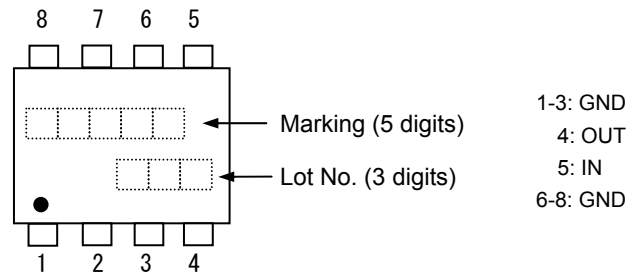 8 7 6 5
Marking (5 digits)
Lot No. (3 digits)
1 2 3 4
1-3: GND
4: OUT
5: IN
6-8: GND